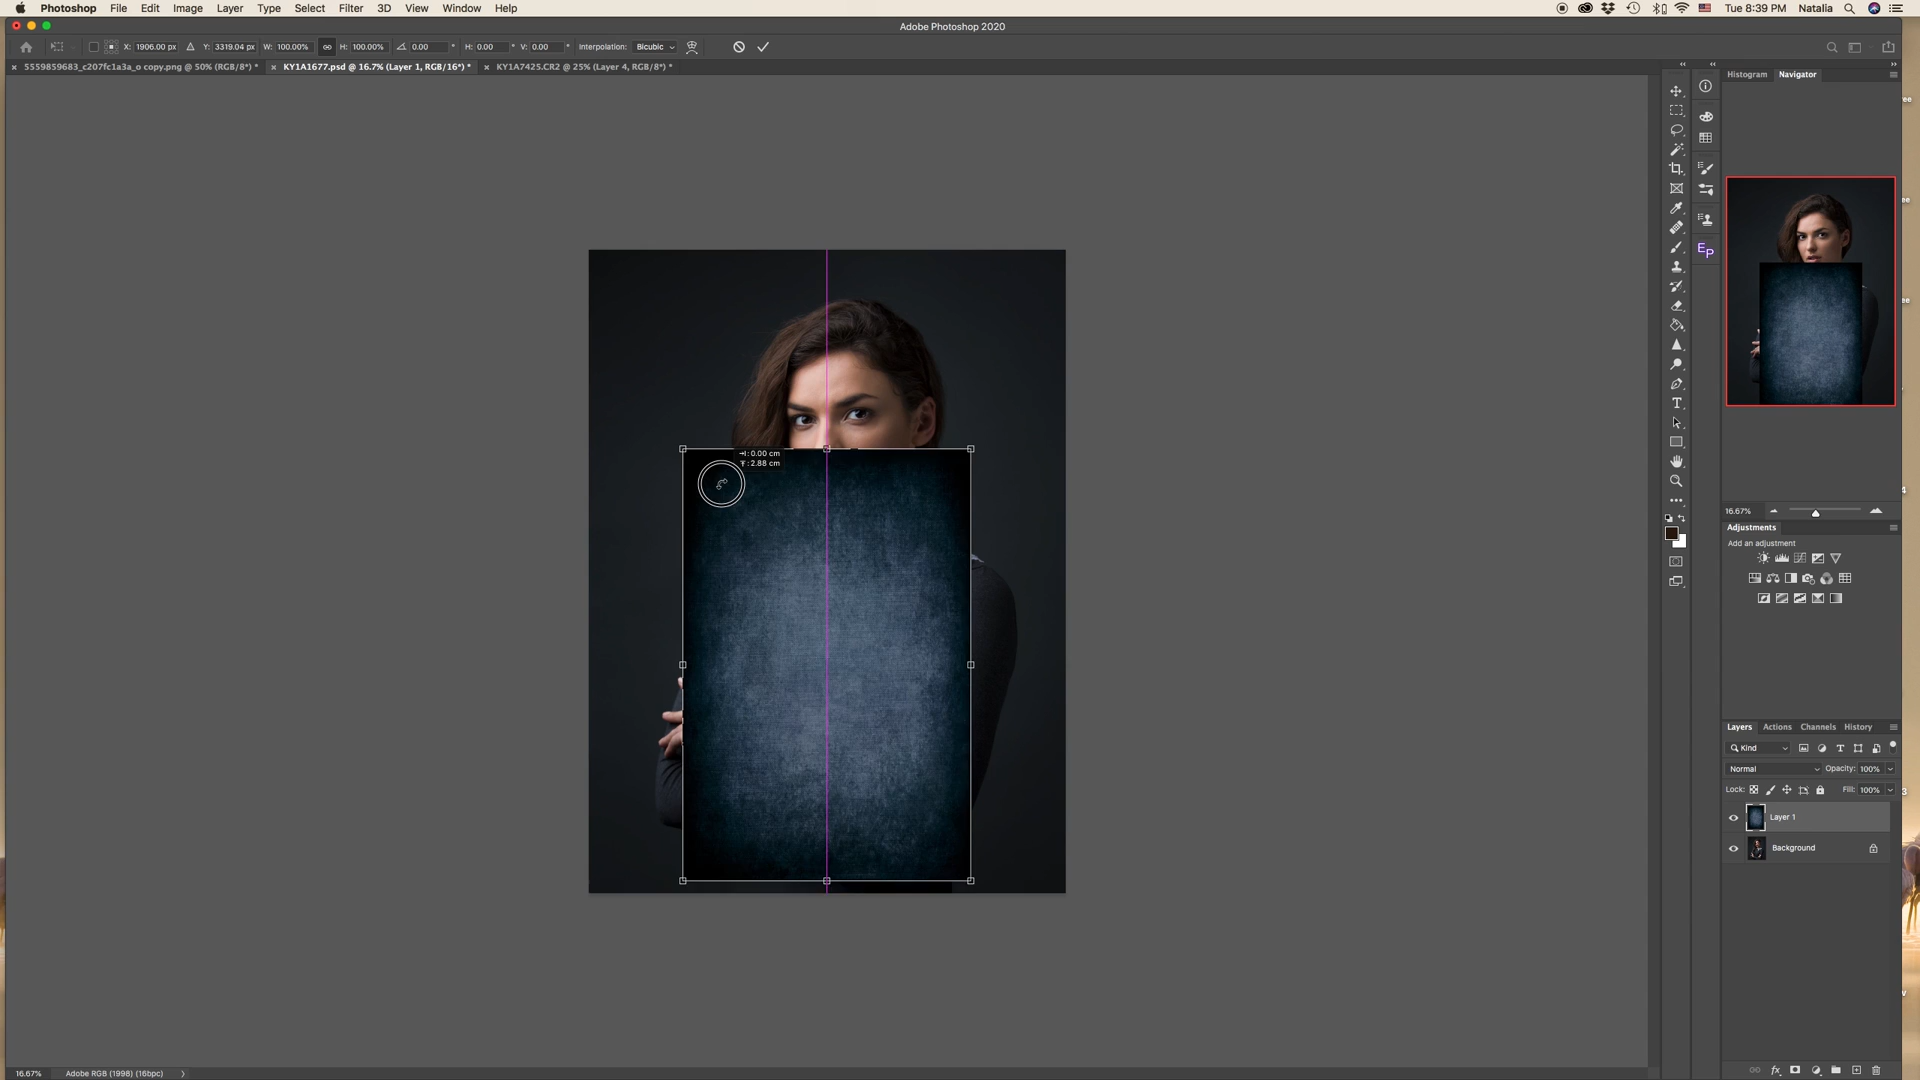 Photoshop File Edit Image Layer Type Select Filter 3D View Window Help Tue 8:39 PM Natalia
Adobe Photoshop 2020
X: 1906.00 px Y: 3319.04 px W: 100.00% H: 100.00% 0.00 ° H: 0.00 ° V: 0.00 ° Interpolation: Bicubic
5559859683_c207fc1a3a_o copy.png @ 50% (RGB/8*) * KY1A1677.psd @ 16.7% (Layer 1, RGB/16*) * KY1A7425.CR2 @ 25% (Layer 4, RGB/8*) *
Histogram Navigator
EP
:0.00 cm
:2.88 cm
16.67%
Adjustments
Add an adjustment
Layers Actions Channels History
Kind
Normal Opacity: 100%
Lock: Fill: 100%
Layer 1
Background
16.67% Adobe RGB (1998) (16bpc)